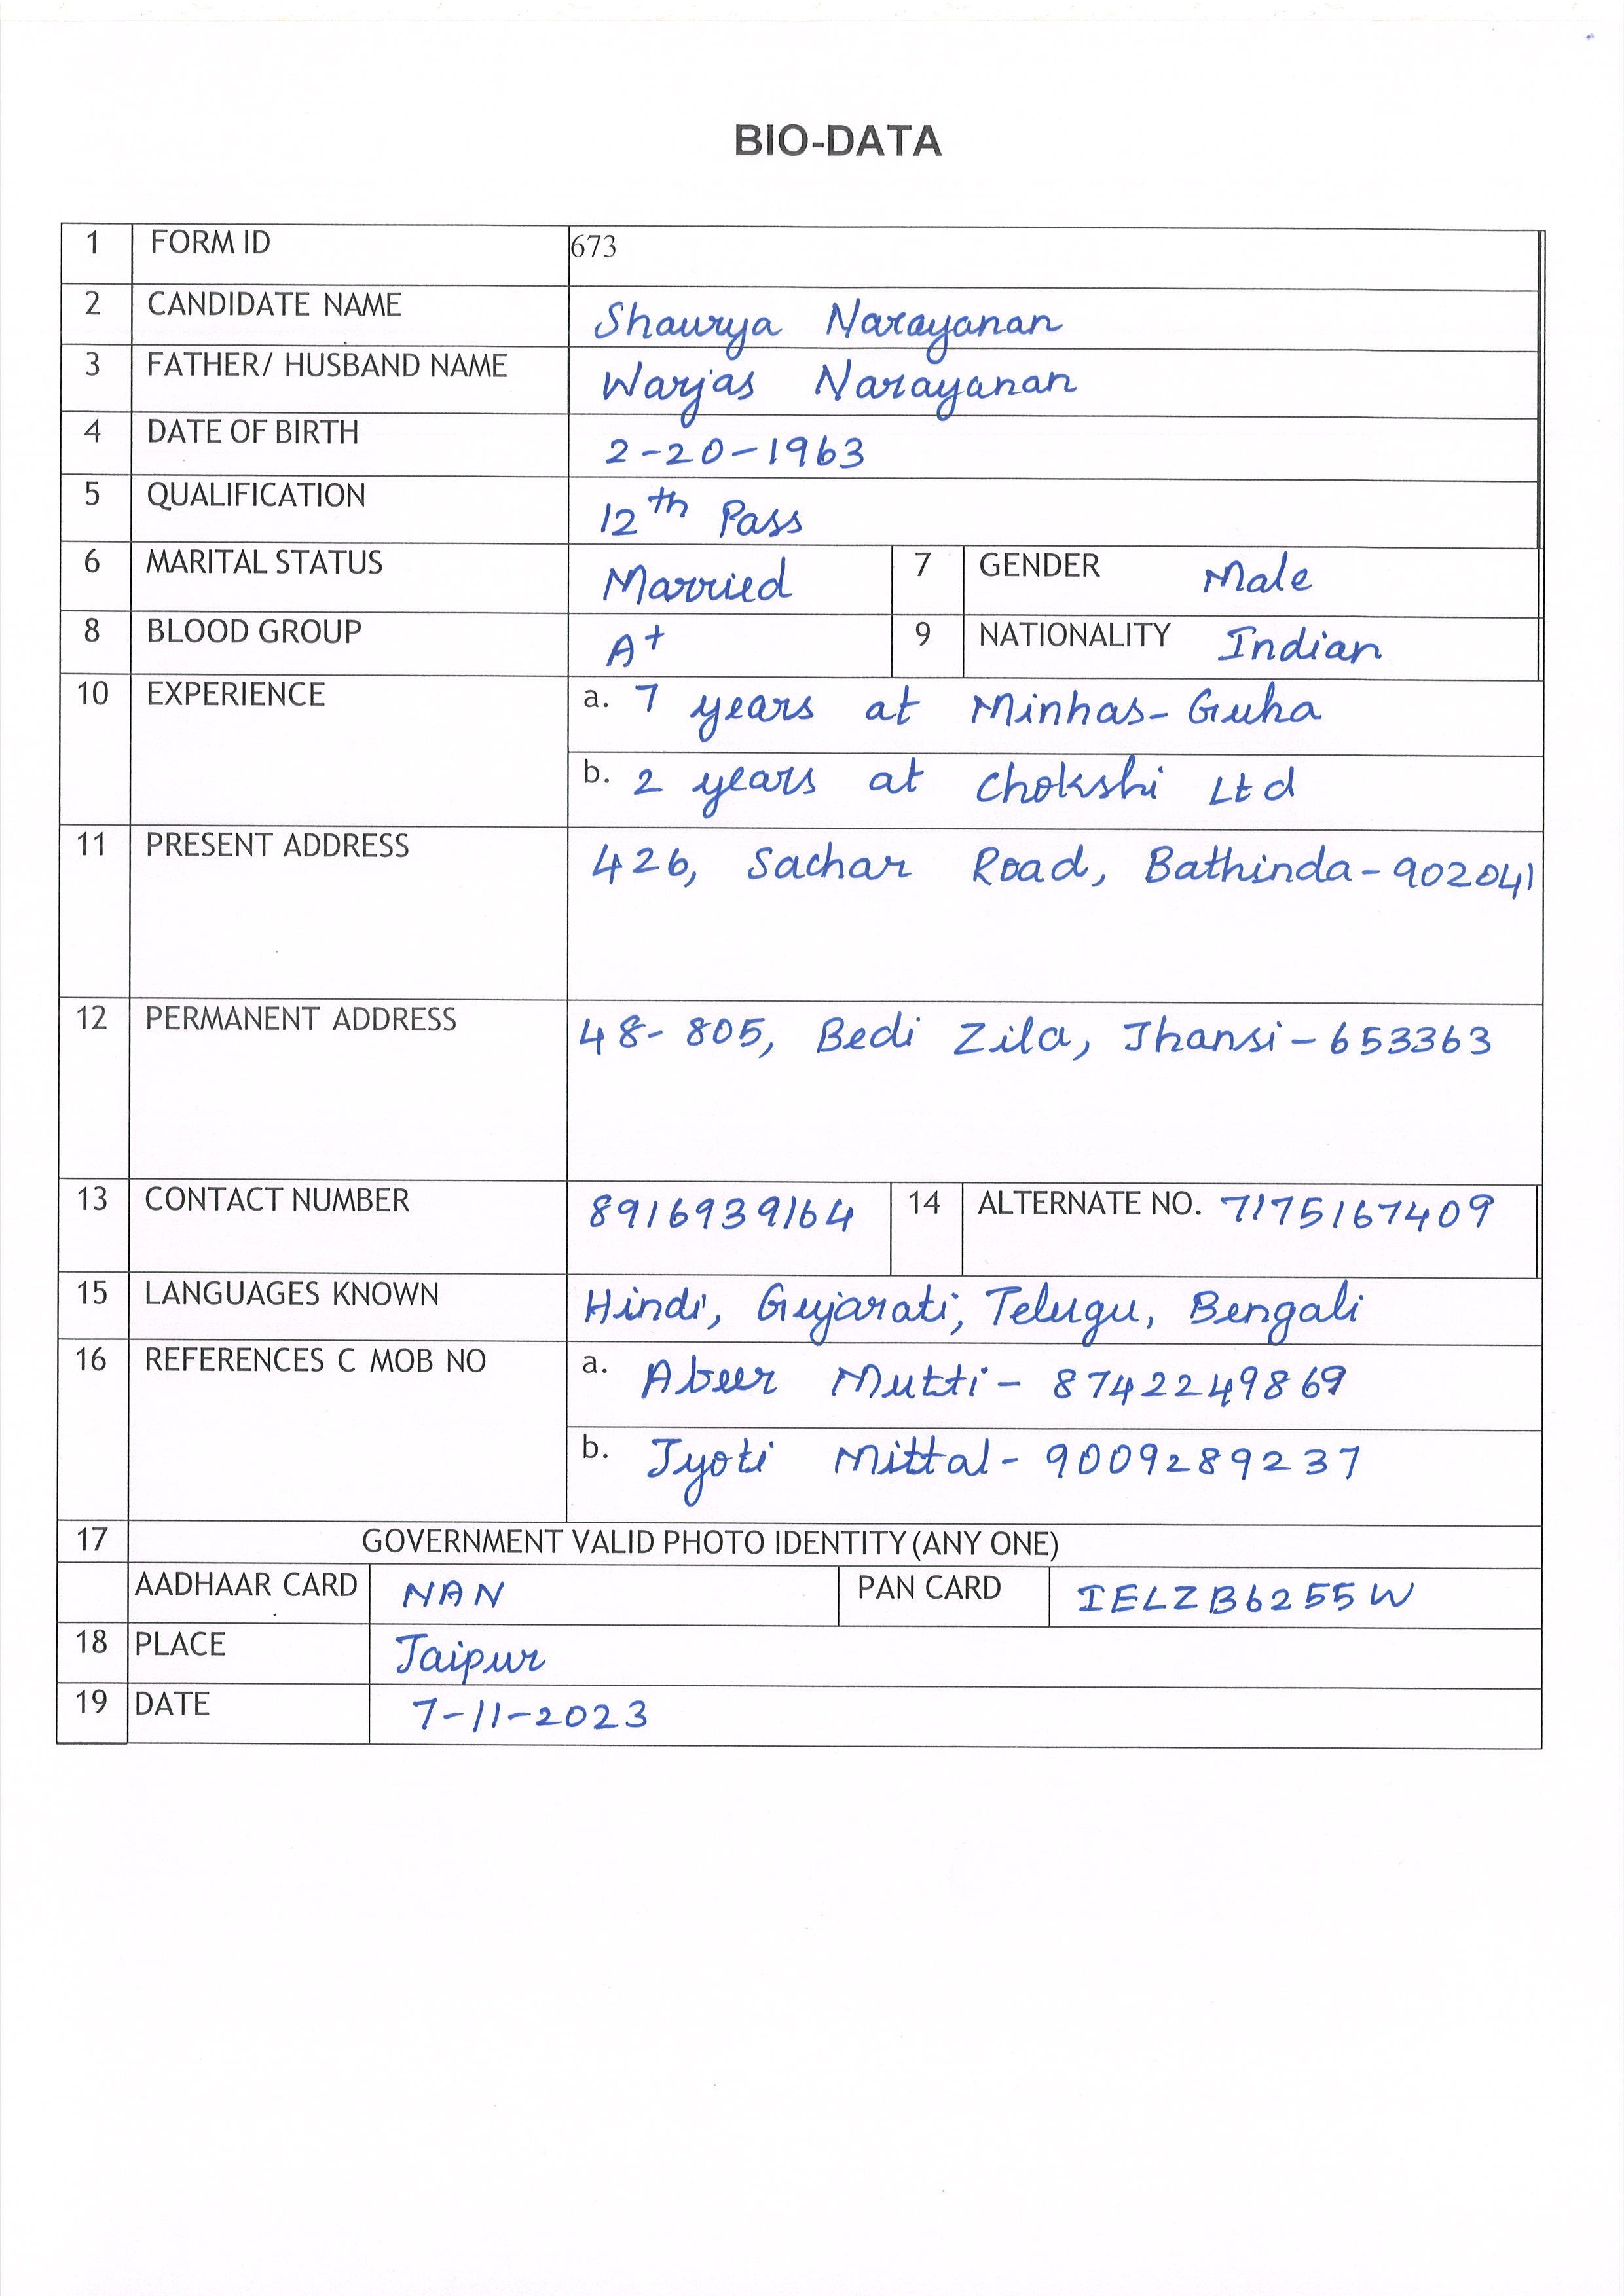 BIO-DATA
1 FORM ID 673
2 CANDIDATE NAME Shaurya Narayanan
3 FATHER/ HUSBAND NAME Warjas Narayanan
4 DATE OF BIRTH 2-20-1963
5 QUALIFICATION 12th Pass
6 MARITAL STATUS Married 7 GENDER Male
8 BLOOD GROUP A+ 9 NATIONALITY Indian
10 EXPERIENCE a. 7 years at Minhas-Guha
b. 2 years at Chokshi Ltd
11 PRESENT ADDRESS 426, Sachar Road, Bathinda-902041
12 PERMANENT ADDRESS 48-805, Bedi Zila, Jhansi-653363
13 CONTACT NUMBER 8916939164 14 ALTERNATE NO. 7175167409
15 LANGUAGES KNOWN Hindi, Gujarati, Telugu, Bengali
16 REFERENCES C MOB NO a. Abeer Mutti- 8742249869
b. Jyoti Mittal- 9009289237
17 GOVERNMENT VALID PHOTO IDENTITY (ANY ONE)
AADHAAR CARD NAN PAN CARD IELZB6255W
18 PLACE Jaipur
19 DATE 7-11-2023